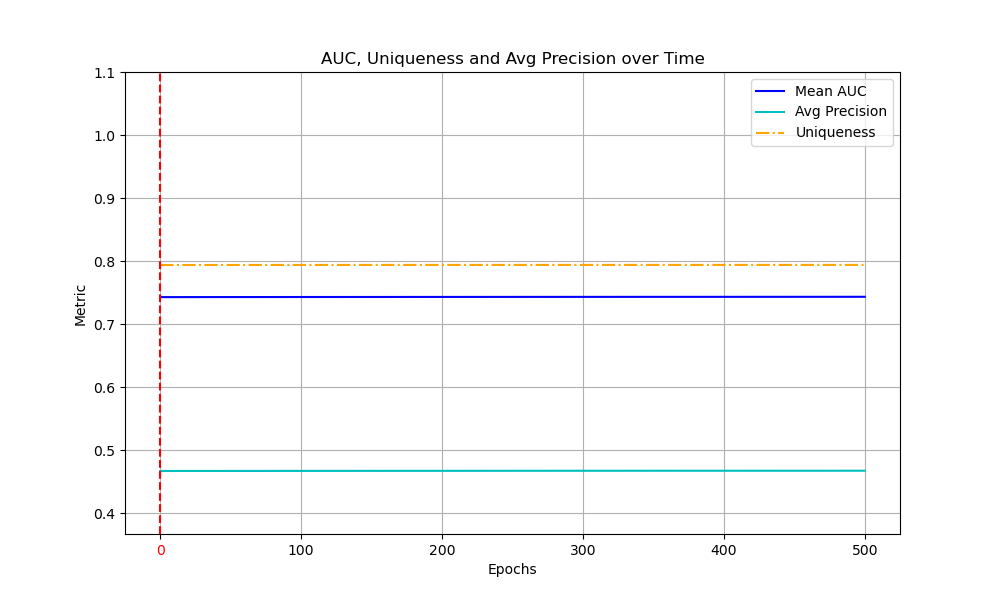 AUC, Uniqueness and Avg Precision over Time
1.1
1.0
0.9
0.8
0.7
0.6
0.5
0.4
Metric
Mean AUC
Avg Precision
Uniqueness
0 100 200 300 400 500
Epochs